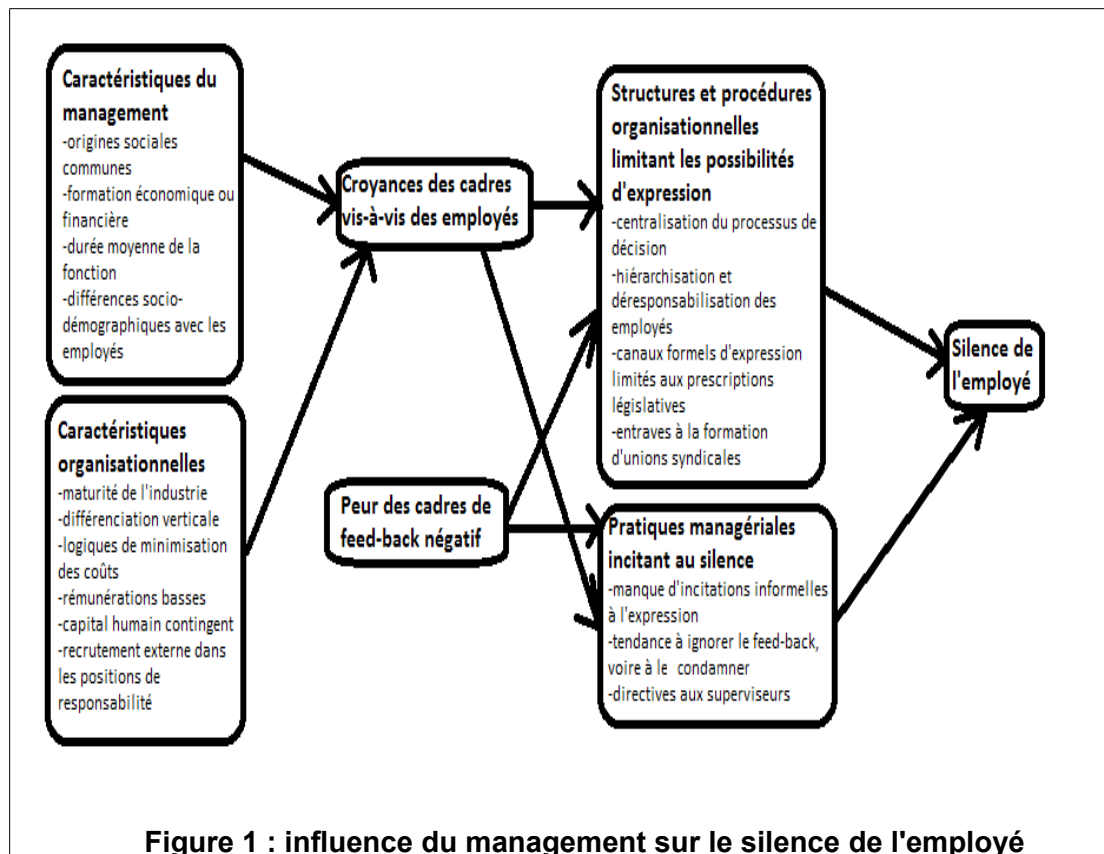 Caractéristiques du
management
-origines sociales
communes
-formation économique ou
financière
-durée moyenne de la
fonction
-différences socio-
démographiques avec les
employés
Caractéristiques
organisationnelles
-maturité de l'industrie
-différenciation verticale
-logiques de minimisation
des coûts
-rémunérations basses
-capital humain contingent
-recrutement externe dans
les positions de
responsabilité
Croyances des cadres
vis-à-vis des employés
Peur des cadres de
feed-back négatif
Structures et procédures
organisationnelles
limitant les possibilités
d'expression
-centralisation du processus de
décision
-hiérarchisation et
déresponsabilisation des
employés
-canaux formels d'expression
limités aux prescriptions
législatives
-entraves à la formation
d'unions syndicales
Pratiques managériales
incitant au silence
-manque d'incitations informelles
à l'expression
-tendance à ignorer le feed-back,
voire à le condamner
-directives aux superviseurs
Silence de
l'employé
Figure 1 : influence du management sur le silence de l'employé